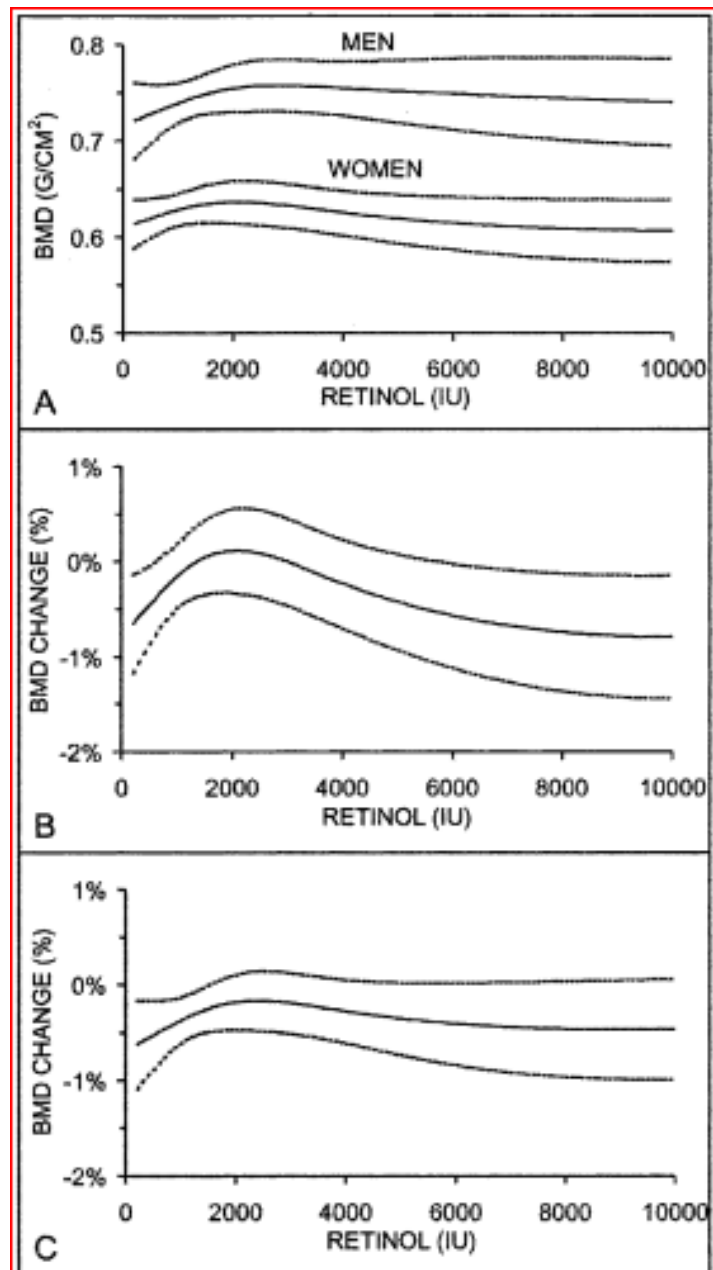 0.8
MEN
0.7
WOMEN
0.6
0.5
BMD (G/CM²)
0 2000 4000 6000 8000 10000
RETINOL (IU)
A
1%
0%
-1%
-2%
BMD CHANGE (%)
0 2000 4000 6000 8000 10000
RETINOL (IU)
B
1%
0%
-1%
-2%
BMD CHANGE (%)
0 2000 4000 6000 8000 10000
RETINOL (IU)
C